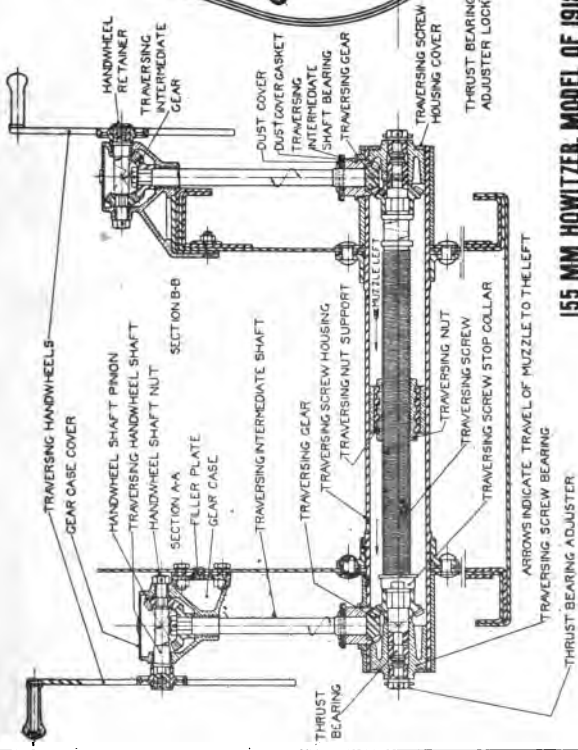 TRAVERSING HANDWHEELS
GEAR CASE COVER
HANDWHEEL SHAFT PINION
TRAVERSING HANDWHEEL SHAFT
HANDWHEEL SHAFT NUT
SECTION A-A
FILLER PLATE
GEAR CASE
SECTION B-B
HANDWHEEL
RETAINER
TRAVERSING
INTERMEDIATE
GEAR
TRAVERSING INTERMEDIATE SHAFT
DUST COVER
DUST COVER GASKET
TRAVERSING
INTERMEDIATE
SHAFT BEARING
TRAVERSING GEAR
TRAVERSING GEAR
TRAVERSING SCREW HOUSING
TRAVERSING NUT SUPPORT
MUZZLE LEFT
THRUST
BEARING
TRAVERSING NUT
TRAVERSING SCREW
TRAVERSING SCREW STOP COLLAR
TRAVERSING SCREW
HOUSING COVER
THRUST BEARING
ADJUSTER LOCK
ARROWS INDICATE TRAVEL OF MUZZLE TO THE LEFT
TRAVERSING SCREW BEARING
THRUST BEARING ADJUSTER
155 MM HOWITZER, MODEL OF 1918